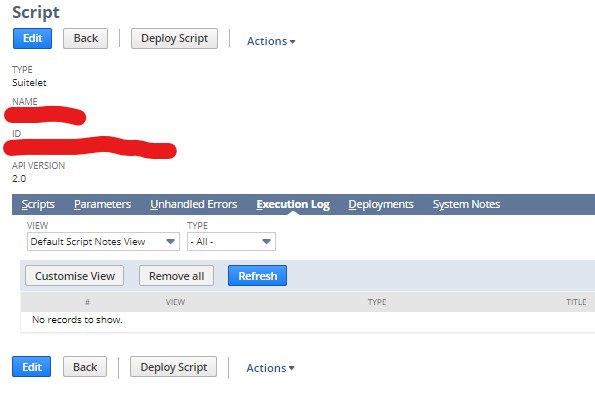 Script
Edit Back Deploy Script Actions
TYPE
Suitelet
NAME
ID
API VERSION
2.0
Scripts Parameters Unhandled Errors Execution Log Deployments System Notes
VIEW TYPE
Default Script Notes View - All -
Customise View Remove all Refresh
# VIEW TYPE TITLE
No records to show.
Edit Back Deploy Script Actions